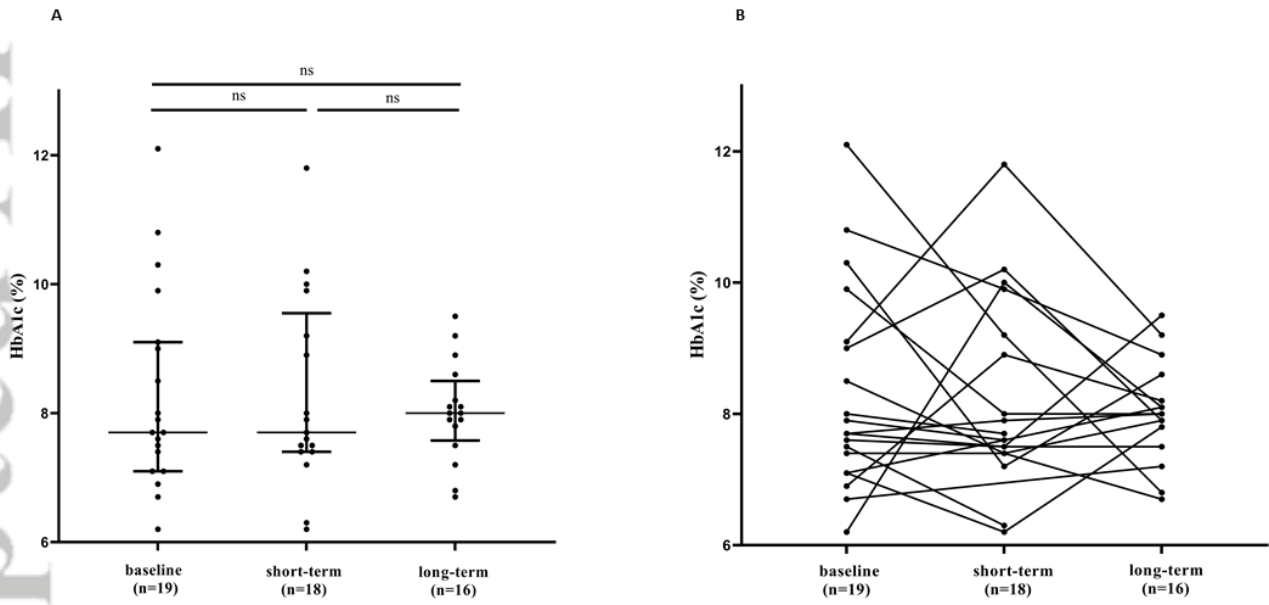 A
B
ns
ns
ns
12
10
8
6
HbA1c (%)
baseline
(n=19)
short-term
(n=18)
long-term
(n=16)
12
10
8
6
HbA1c (%)
baseline
(n=19)
short-term
(n=18)
long-term
(n=16)